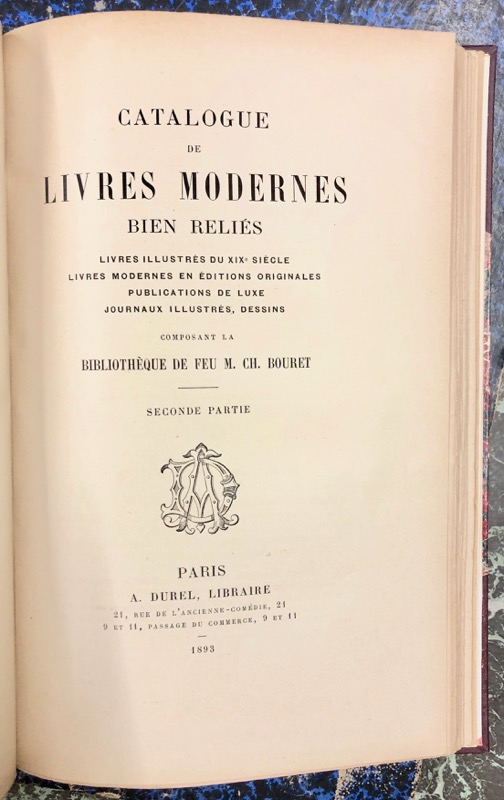 CATALOGUE
DE
LIVRES MODERNES
BIEN RELIÉS
LIVRES ILLUSTRÉS DU XIXe SIÈCLE
LIVRES MODERNES EN ÉDITIONS ORIGINALES
PUBLICATIONS DE LUXE
JOURNAUX ILLUSTRÉS, DESSINS
COMPOSANT LA
BIBLIOTHÈQUE DE FEU M. CH. BOURET
SECONDE PARTIE
PARIS
A. DUREL, LIBRAIRE
21, RUE DE L'ANCIENNE-COMÉDIE, 21
9 ET 11, PASSAGE DU COMMERCE, 9 ET 11
1893